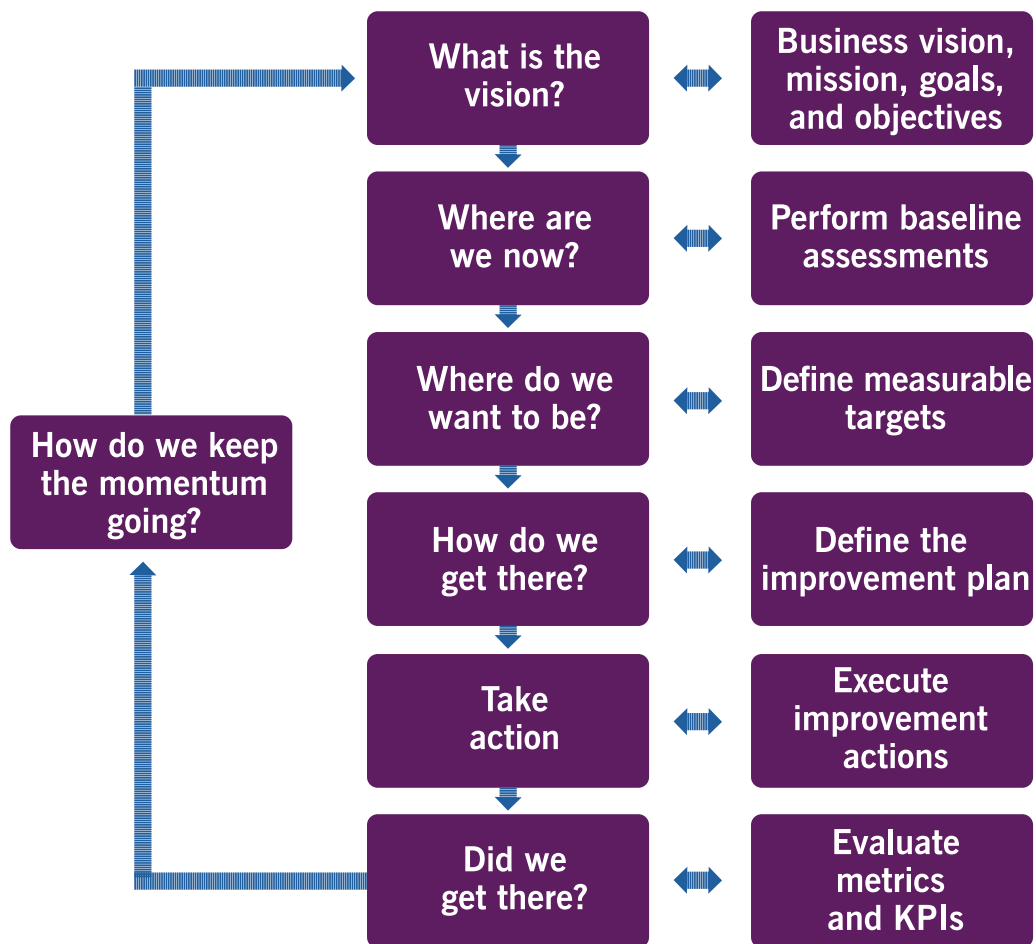 What is the
vision?
Business vision,
mission, goals,
and objectives
Where are
we now?
Perform baseline
assessments
Where do we
want to be?
Define measurable
targets
How do we keep
the momentum
going?
How do we
get there?
Define the
improvement plan
Take
action
Execute
improvement
actions
Did we
get there?
Evaluate
metrics
and KPIs